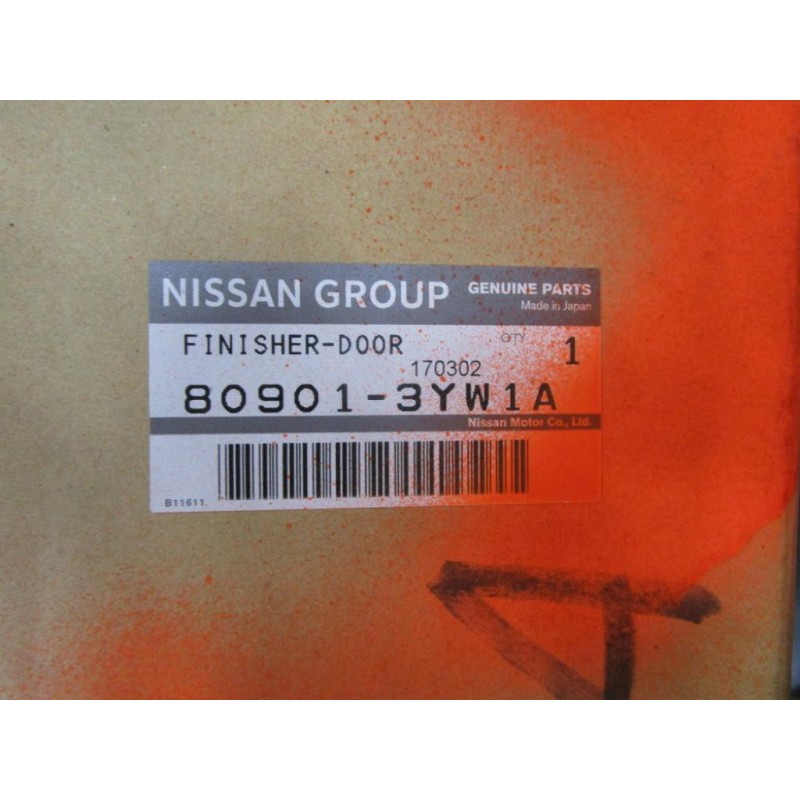 NISSAN GROUP GENUINE PARTS
Made in Japan
FINISHER-DOOR QTY 1
170302
80901-3YW1A
Nissan Motor Co., Ltd.
B11611